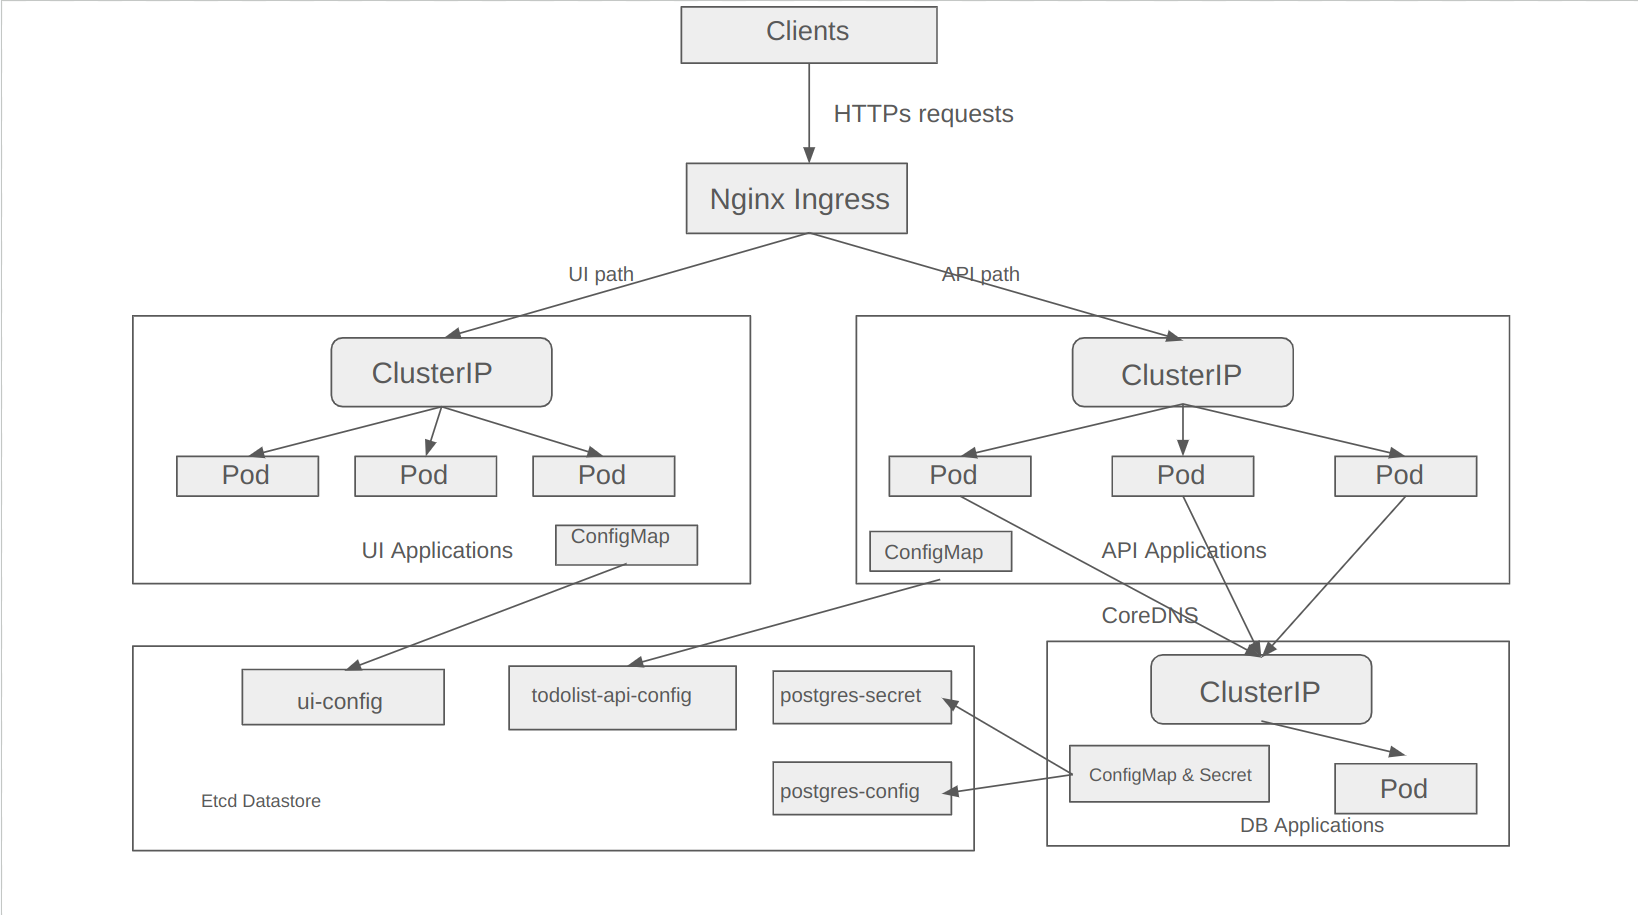 Clients
HTTPs requests
Nginx Ingress
UI path
API path
ClusterIP
ClusterIP
Pod
Pod
Pod
Pod
Pod
Pod
UI Applications
ConfigMap
ConfigMap
API Applications
CoreDNS
ui-config
todolist-api-config
postgres-secret
ClusterIP
postgres-config
ConfigMap & Secret
Pod
Etcd Datastore
DB Applications